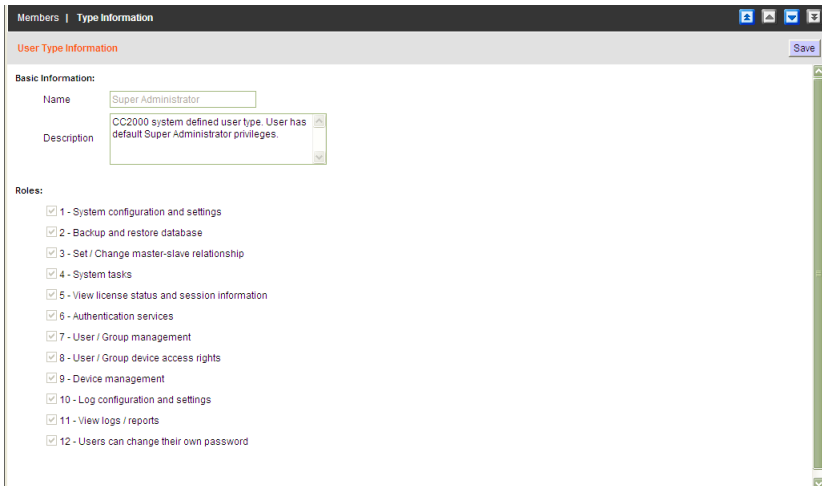 Members | Type Information
User Type Information
Save
Basic Information:
Name
Super Administrator
Description
CC2000 system defined user type. User has
default Super Administrator privileges.
Roles:
1 - System configuration and settings
2 - Backup and restore database
3 - Set / Change master-slave relationship
4 - System tasks
5 - View license status and session information
6 - Authentication services
7 - User / Group management
8 - User / Group device access rights
9 - Device management
10 - Log configuration and settings
11 - View logs / reports
12 - Users can change their own password